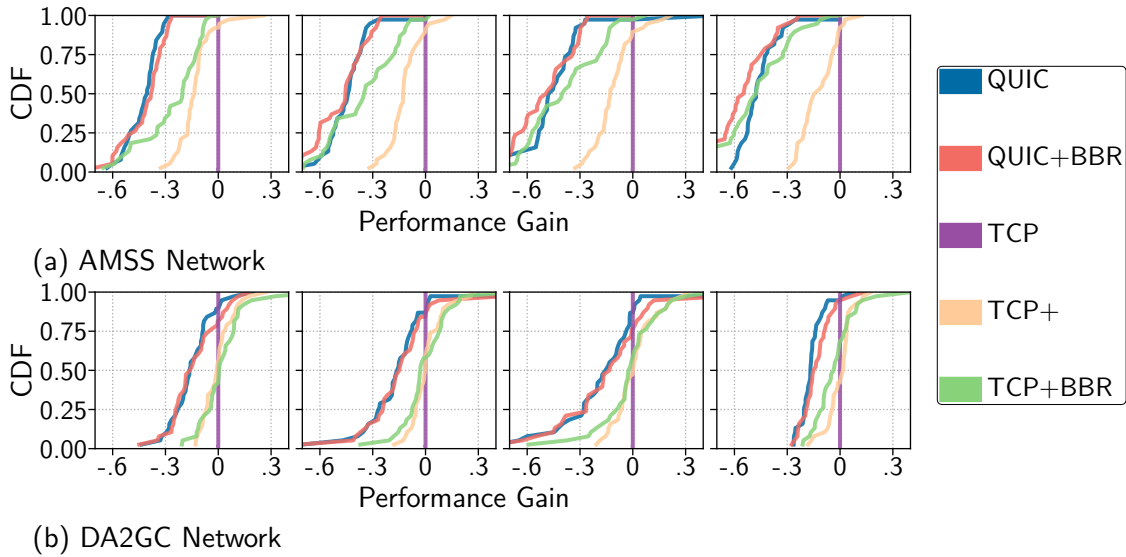 1.00
0.75
0.50
0.25
0.00
CDF
-.6 -.3 0 .3 -.6 -.3 0 .3 -.6 -.3 0 .3 -.6 -.3 0 .3
Performance Gain
(a) AMSS Network
1.00
0.75
0.50
0.25
0.00
CDF
-.6 -.3 0 .3 -.6 -.3 0 .3 -.6 -.3 0 .3 -.6 -.3 0 .3
Performance Gain
(b) DA2GC Network
QUIC
QUIC+BBR
TCP
TCP+
TCP+BBR